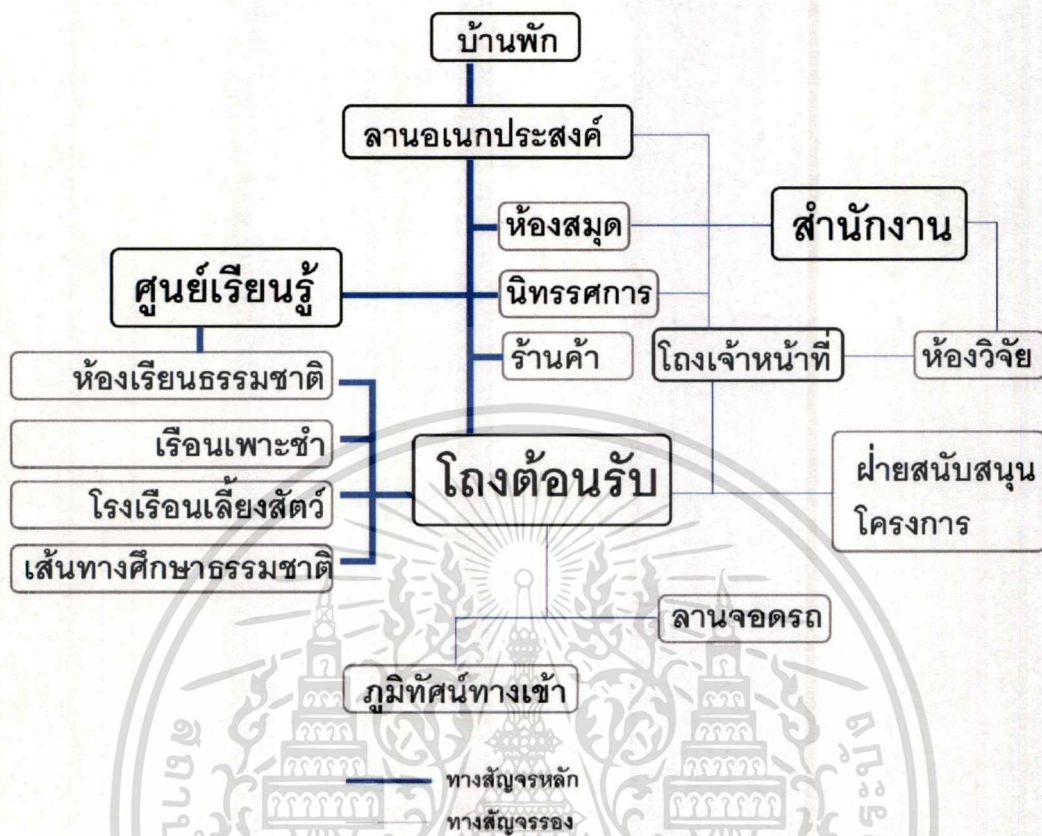 บ้านพัก
ลานอเนกประสงค์
ห้องสมุด
สำนักงาน
ศูนย์เรียนรู้
นิทรรศการ
ร้านค้า
โถงเจ้าหน้าที่
ห้องวิจัย
ห้องเรียนธรรมชาติ
เรือนเพาะชำ
โรงเรือนเลี้ยงสัตว์
เส้นทางศึกษาธรรมชาติ
โถงต้อนรับ
ฝ่ายสนับสนุน
โครงการ
ลานจอดรถ
ภูมิทัศน์ทางเข้า
ทางสัญจรหลัก
ทางสัญจรรอง